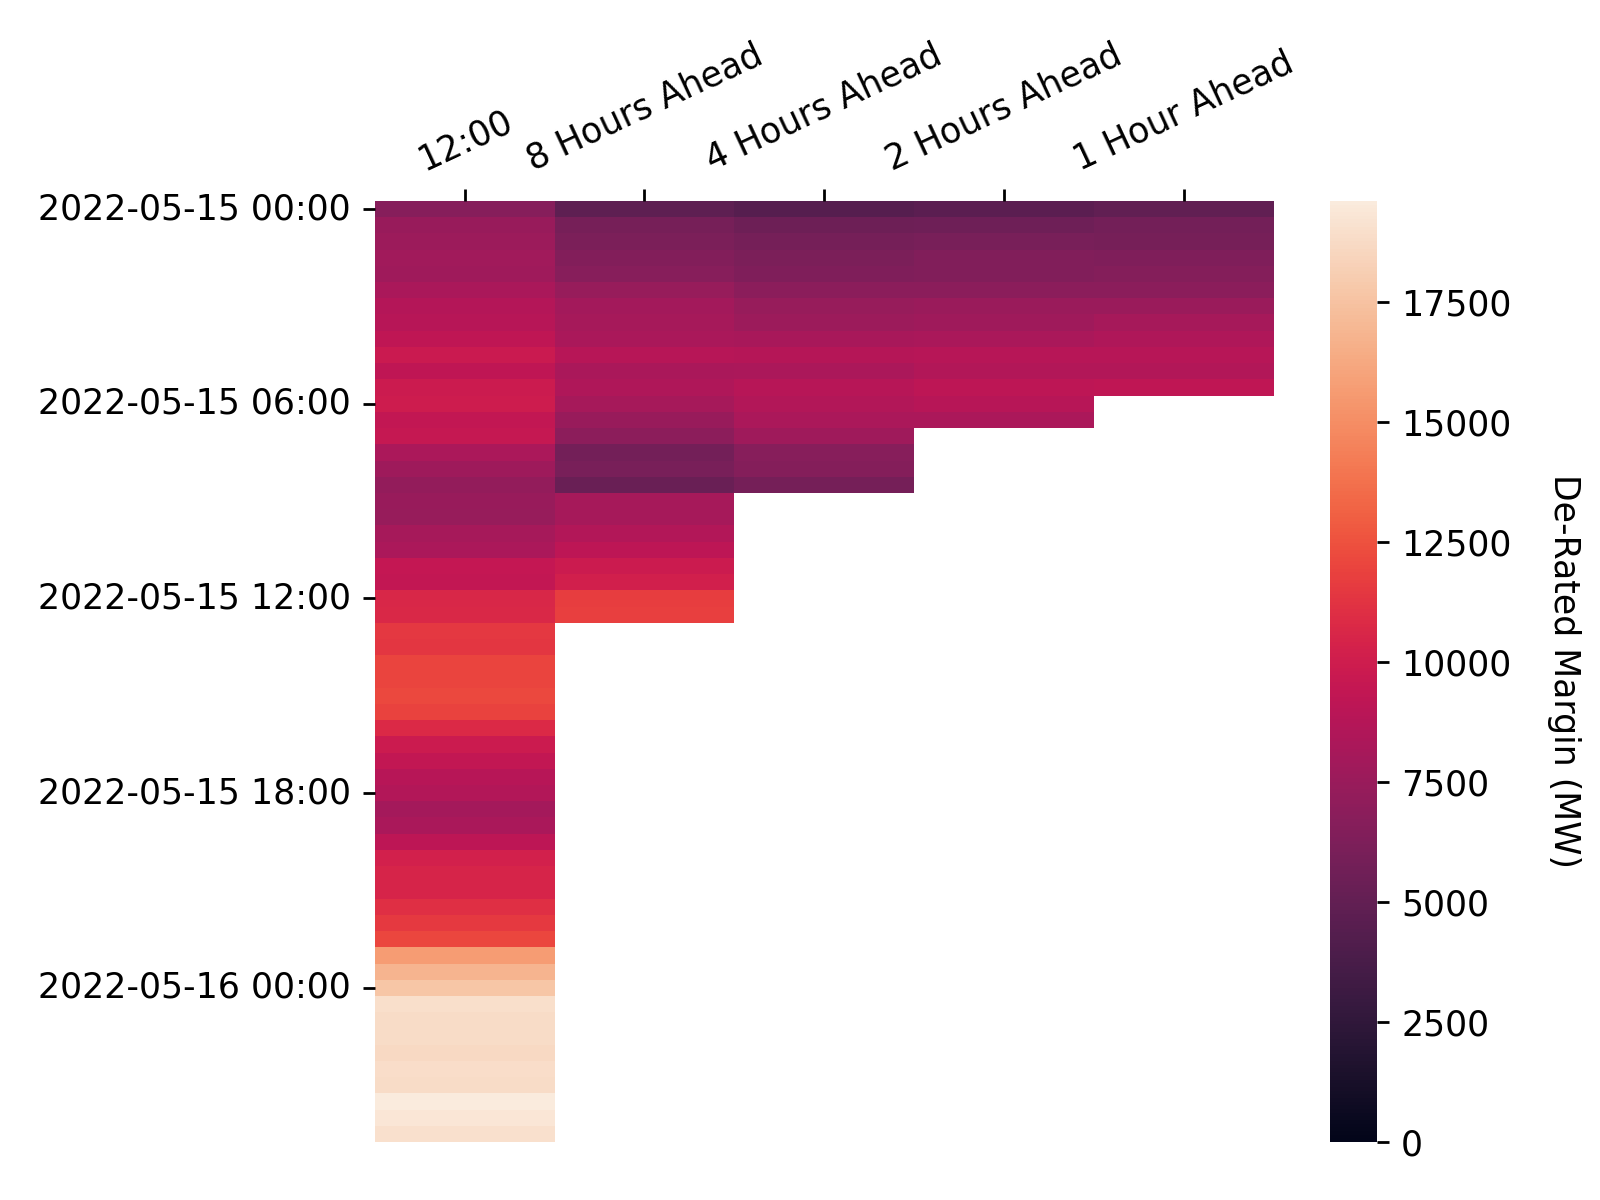 12:00
8 Hours Ahead
4 Hours Ahead
2 Hours Ahead
1 Hour Ahead
2022-05-15 00:00
2022-05-15 06:00
2022-05-15 12:00
2022-05-15 18:00
2022-05-16 00:00
17500
15000
12500
10000
7500
5000
2500
0
De-Rated Margin (MW)